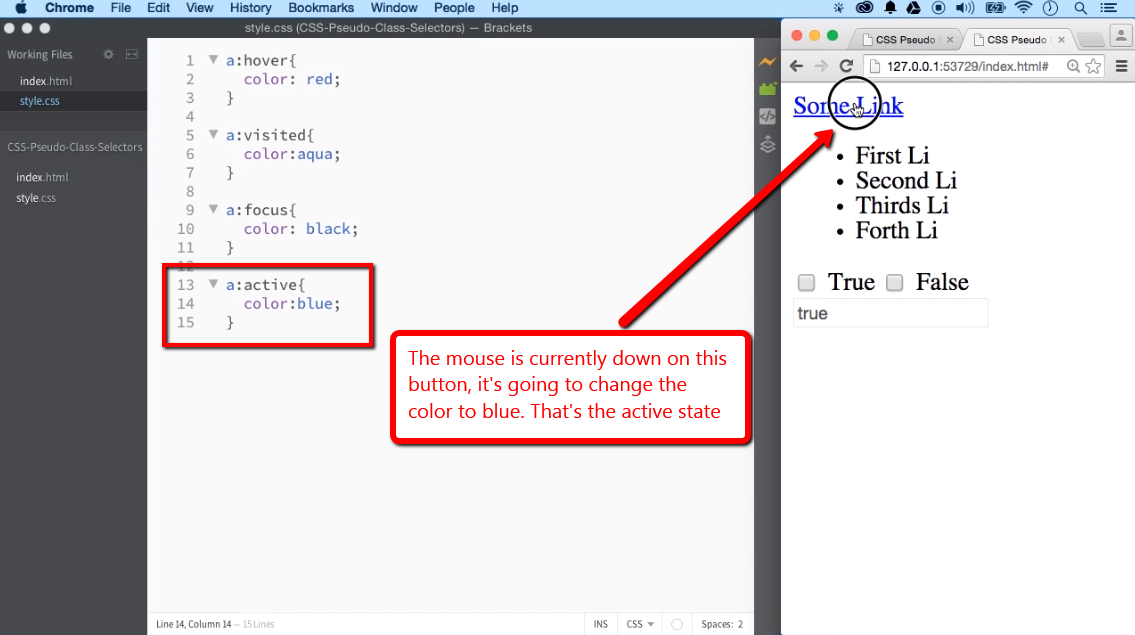 Chrome File Edit View History Bookmarks Window People Help
style.css (CSS-Pseudo-Class-Selectors) — Brackets
Working Files
index.html
style.css
CSS-Pseudo-Class-Selectors
index.html
style.css
1 a:hover{
2 color: red;
3 }
4
5 a:visited{
6 color:aqua;
7 }
8
9 a:focus{
10 color: black;
11 }
12
13 a:active{
14 color:blue;
15 }
The mouse is currently down on this
button, it's going to change the
color to blue. That's the active state
Line 14, Column 14 — 15 Lines
INS CSS Spaces: 2
CSS Pseudo CSS Pseudo
127.0.0.1:53729/index.html#
Some Link
• First Li
• Second Li
• Thirds Li
• Forth Li
True False
true